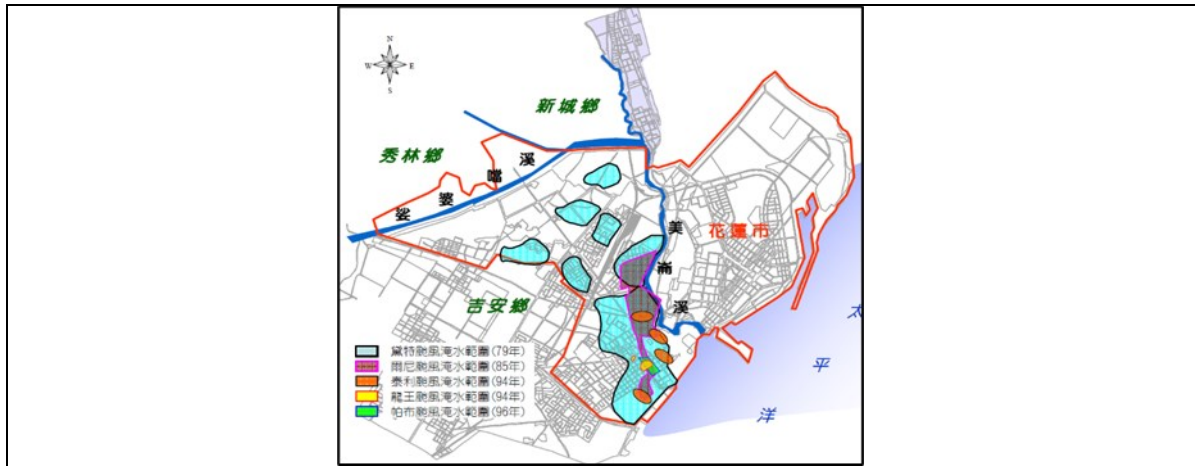 N
W E
S
新城鄉
秀林鄉
娑婆噹溪
美崙溪
花蓮市
吉安鄉
太平洋
黛特颱風淹水範圍(79年)
爾尼颱風淹水範圍(85年)
泰利颱風淹水範圍(94年)
龍王颱風淹水範圍(94年)
帕布颱風淹水範圍(96年)